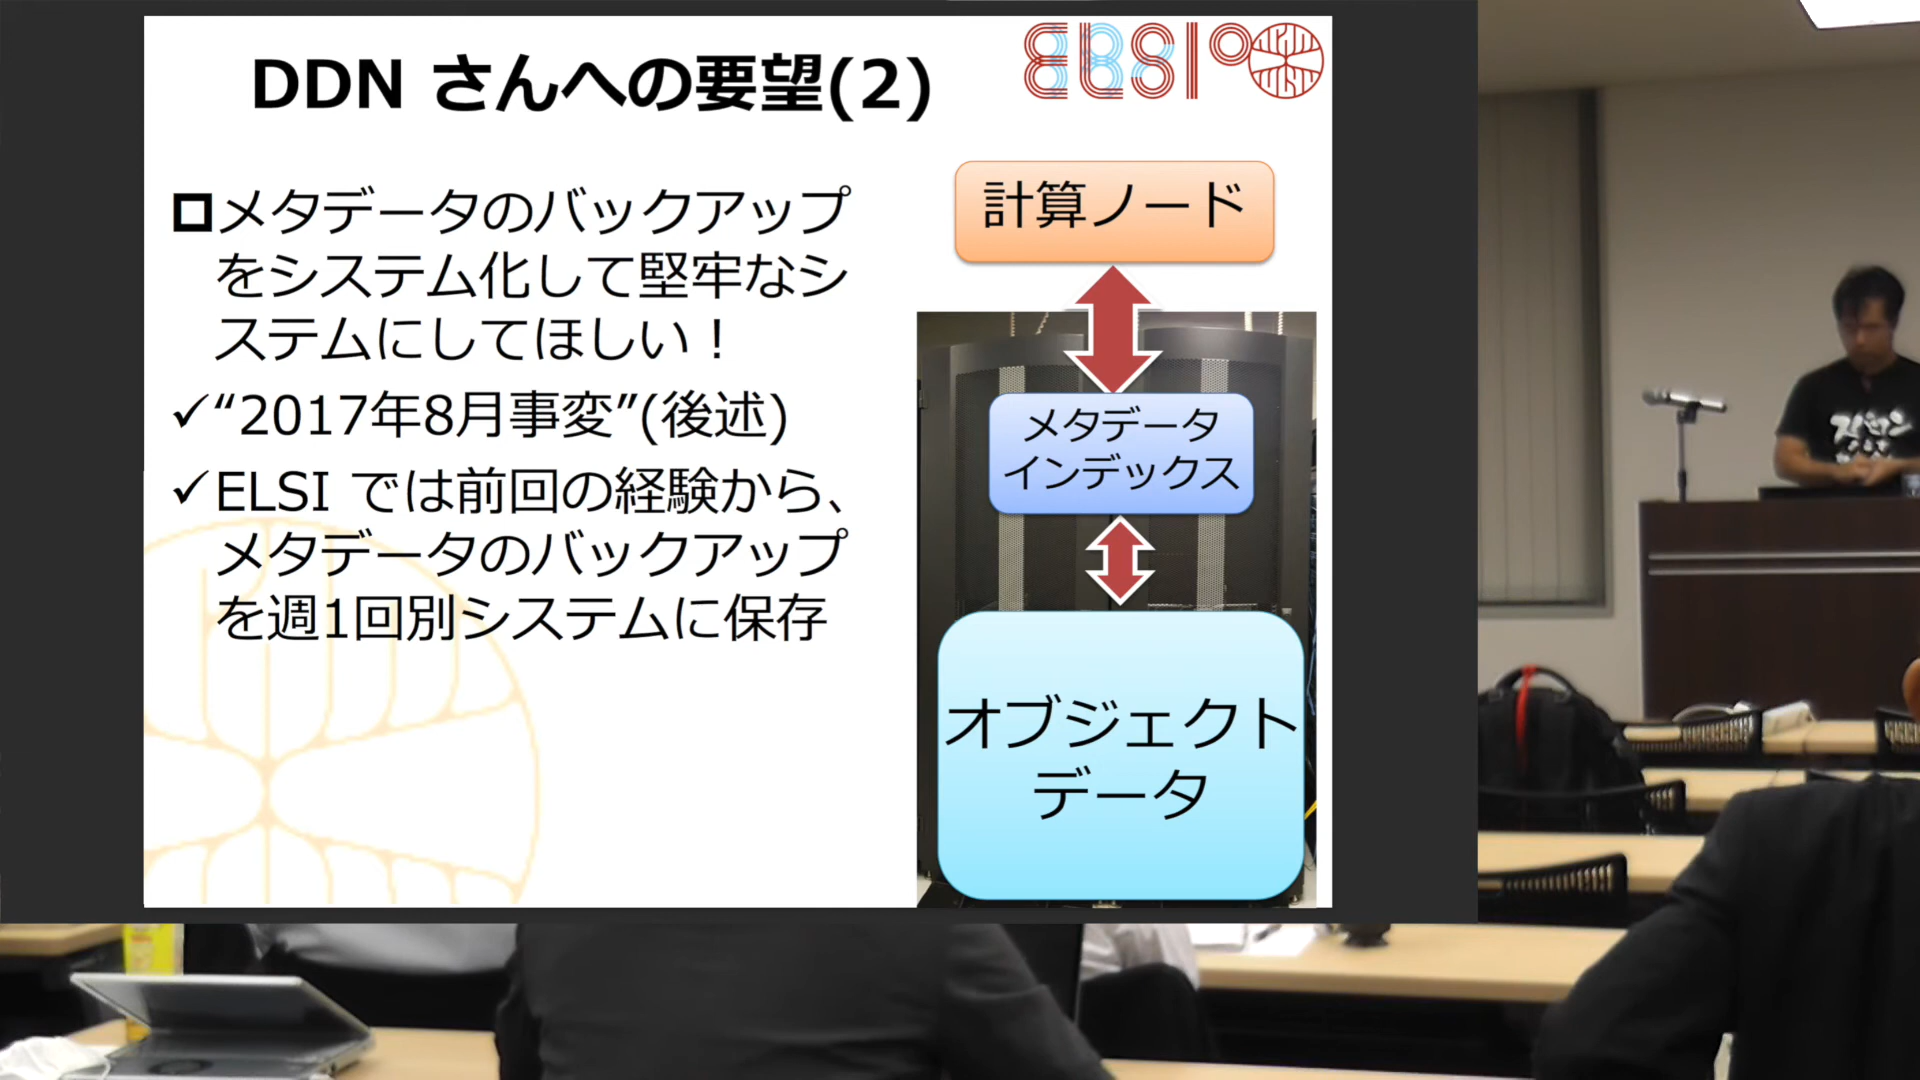 DDN さんへの要望(2)
ELSI
メタデータのバックアップ
をシステム化して堅牢なシ
ステムにしてほしい！
✓“2017年8月事変”(後述)
✓ELSI では前回の経験から、
メタデータのバックアップ
を週1回別システムに保存
計算ノード
メタデータ
インデックス
オブジェクト
データ
スパコン